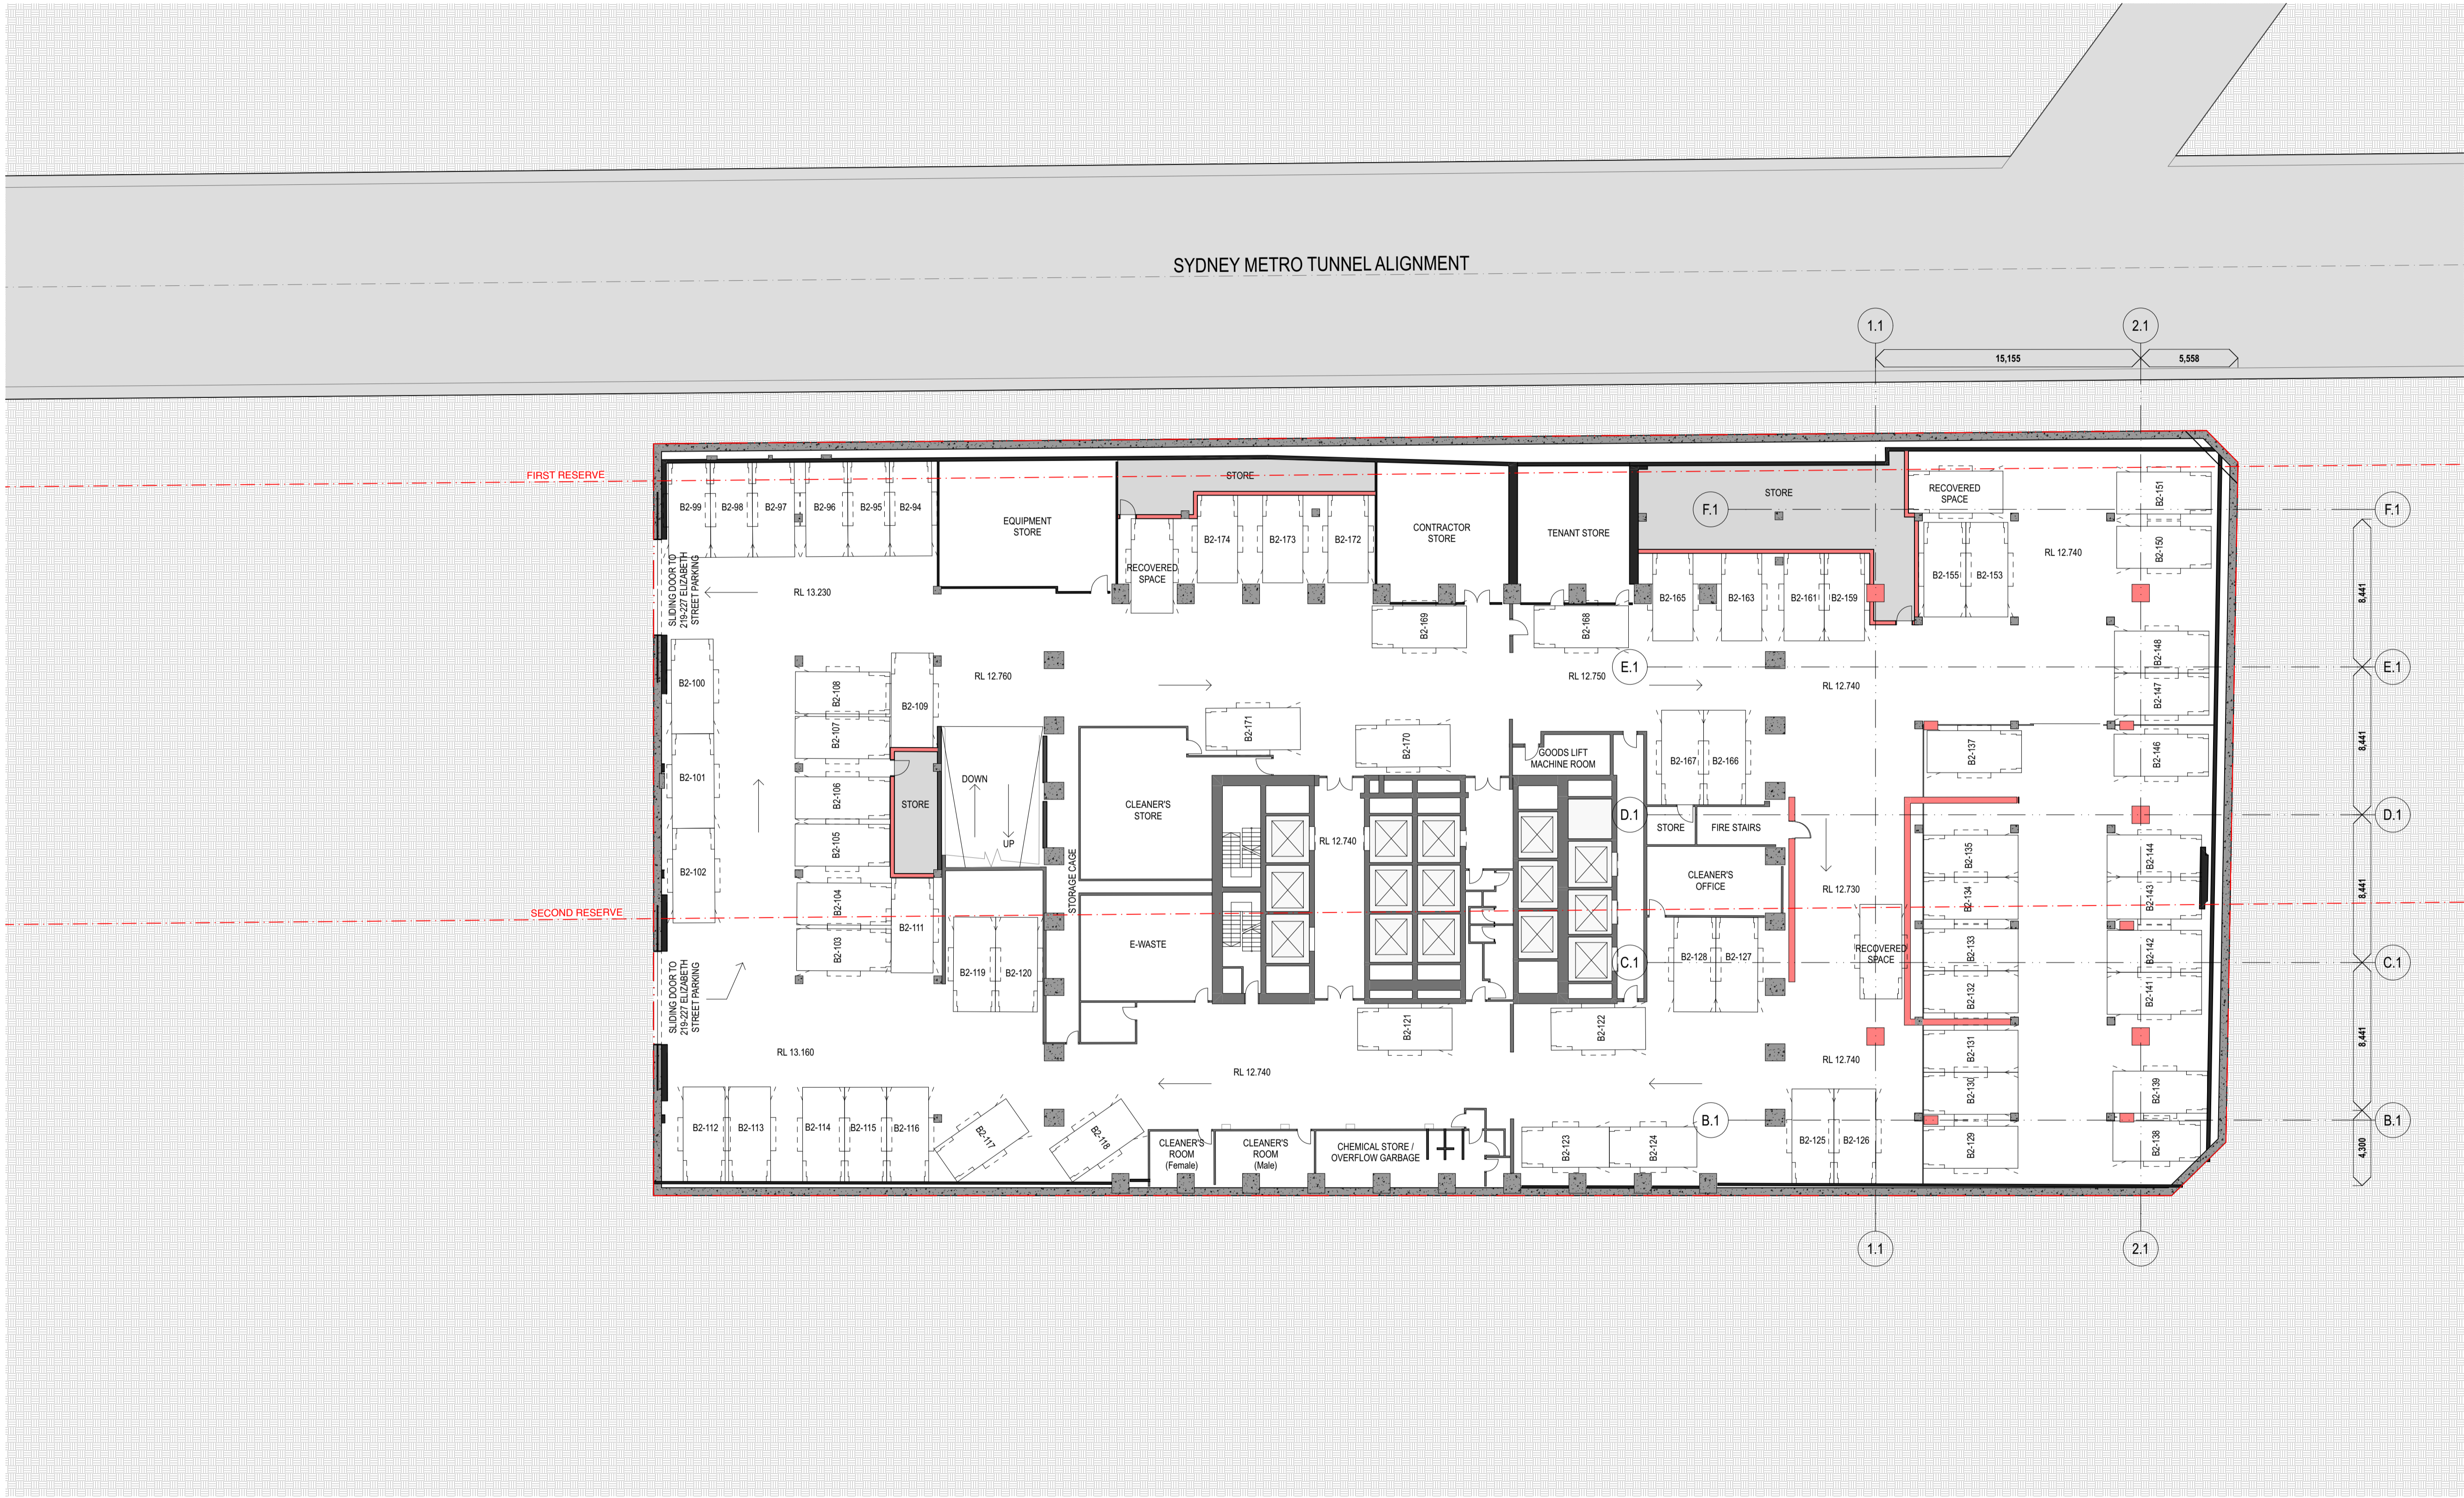 SYDNEY METRO TUNNEL ALIGNMENT
1.1
2.1
15,155
5,558
FIRST RESERVE
STORE
STORE
RECOVERED
SPACE
B2-151
B2-99
B2-98
B2-97
B2-96
B2-95
B2-94
EQUIPMENT
STORE
F.1
F.1
CONTRACTOR
STORE
TENANT STORE
B2-174
B2-173
B2-172
RECOVERED
SPACE
B2-150
RL 12.740
B2-155
B2-153
SLIDING DOOR TO
219-227 ELIZABETH
STREET PARKING
RL 13.230
B2-165
B2-163
B2-161
B2-159
8,441
B2-169
B2-168
B2-148
E.1
E.1
B2-100
B2-108
B2-109
RL 12.760
RL 12.750
RL 12.740
B2-147
B2-107
B2-171
B2-170
B2-167
B2-166
B2-137
B2-146
8,441
GOODS LIFT
MACHINE ROOM
B2-101
DOWN
B2-106
STORE
CLEANER'S
STORE
D.1
D.1
STORE
FIRE STAIRS
UP
RL 12.740
B2-105
B2-135
B2-144
B2-102
STORAGE CAGE
CLEANER'S
OFFICE
RL 12.730
B2-134
B2-143
8,441
SECOND RESERVE
B2-104
B2-111
B2-103
E-WASTE
B2-128
B2-127
RECOVERED
SPACE
B2-133
B2-142
C.1
C.1
B2-119
B2-120
SLIDING DOOR TO
219-227 ELIZABETH
STREET PARKING
B2-132
B2-141
B2-121
B2-122
RL 13.160
RL 12.740
RL 12.740
B2-131
8,441
B2-130
B2-139
B.1
B.1
B2-112
B2-113
B2-114
B2-115
B2-116
B2-117
B2-118
CLEANER'S
ROOM
(Female)
CLEANER'S
ROOM
(Male)
CHEMICAL STORE /
OVERFLOW GARBAGE
B2-123
B2-124
B2-125
B2-126
B2-129
B2-138
4,300
1.1
2.1